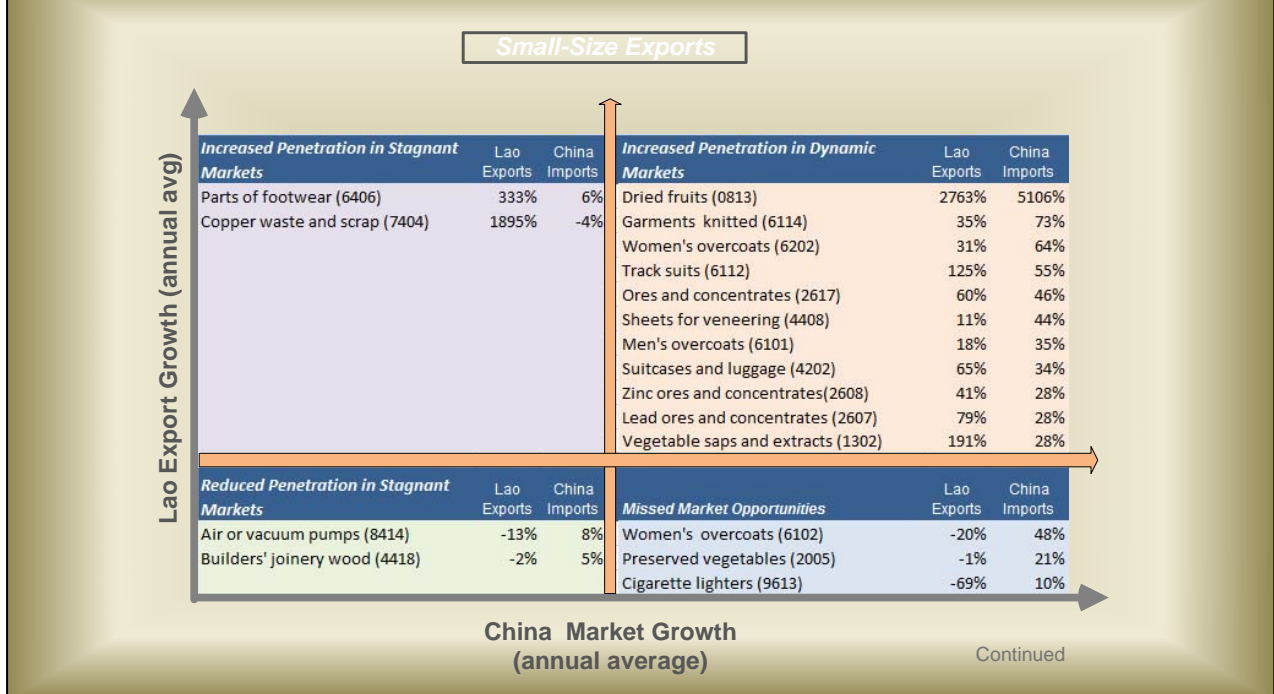 Small-Size Exports
Lao Export Growth (annual avg)
Increased Penetration in Stagnant Markets Lao Exports China Imports
Parts of footwear (6406) 333% 6%
Copper waste and scrap (7404) 1895% -4%
Increased Penetration in Dynamic Markets Lao Exports China Imports
Dried fruits (0813) 2763% 5106%
Garments knitted (6114) 35% 73%
Women's overcoats (6202) 31% 64%
Track suits (6112) 125% 55%
Ores and concentrates (2617) 60% 46%
Sheets for veneering (4408) 11% 44%
Men's overcoats (6101) 18% 35%
Suitcases and luggage (4202) 65% 34%
Zinc ores and concentrates(2608) 41% 28%
Lead ores and concentrates (2607) 79% 28%
Vegetable saps and extracts (1302) 191% 28%
Reduced Penetration in Stagnant Markets Lao Exports China Imports
Air or vacuum pumps (8414) -13% 8%
Builders' joinery wood (4418) -2% 5%
Missed Market Opportunities Lao Exports China Imports
Women's overcoats (6102) -20% 48%
Preserved vegetables (2005) -1% 21%
Cigarette lighters (9613) -69% 10%
China Market Growth
(annual average)
Continued